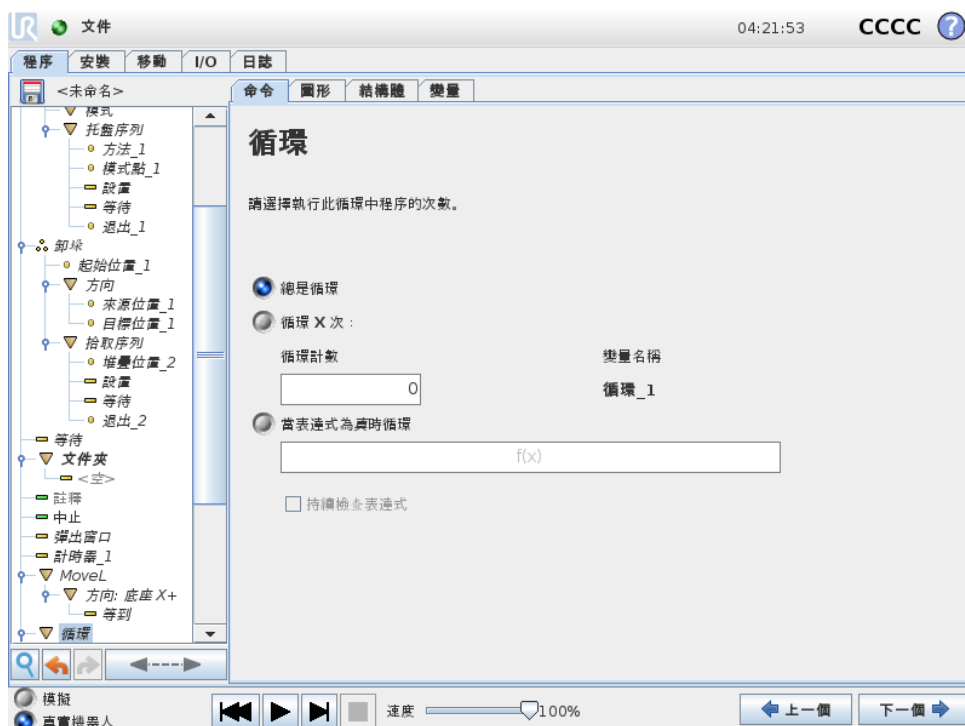 UR 文件 04:21:53 CCCC ?
程序 安裝 移動 I/O 日誌
<未命名>
命令 圖形 結構體 變量
模式
托盤序列
方法_1
模式點_1
設置
等待
退出_1
卸垛
起始位置_1
方向
來源位置_1
目標位置_1
拾取序列
堆疊位置_2
設置
等待
退出_2
等待
文件夾
<空>
註釋
中止
彈出窗口
計時器_1
MoveL
方向: 底座 X+
等到
循環
循環
請選擇執行此循環中程序的次數。
總是循環
循環 X 次：
循環計數 變量名稱
0 循環_1
當表達式為真時循環
f(x)
持續檢查表達式
模擬
真實機器人
速度 100%
上一個 下一個